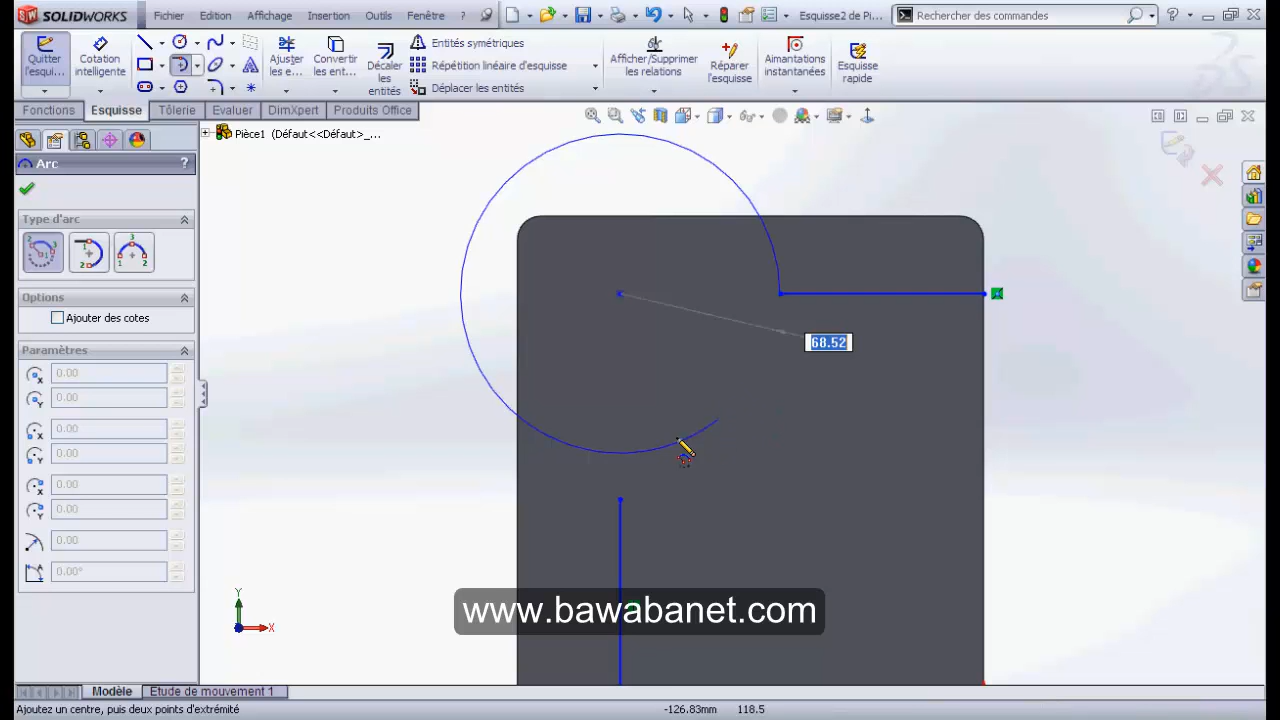 SOLIDWORKS
Fichier Edition Affichage Insertion Outils Fenêtre ?
Esquisse2 de Pi...
Rechercher des commandes
?
Quitter l'esqui...
Cotation intelligente
Ajuster les e...
Convertir les ent...
Décaler les entités
Entités symétriques
Répétition linéaire d'esquisse
Déplacer les entités
Afficher/Supprimer les relations
Réparer l'esquisse
Aimantations instantanées
Esquisse rapide
Fonctions Esquisse Tôlerie Evaluer DimXpert Produits Office
Pièce1 (Défaut<<Défaut>_...
Arc ?
Type d'arc
Options
Ajouter des cotes
Paramètres
0.00
0.00
0.00
0.00
0.00
0.00
0.00
0.00°
68.52
Y
X
www.bawabanet.com
Modèle Etude de mouvement 1
Ajoutez un centre, puis deux points d'extrémité
-126.83mm 118.5